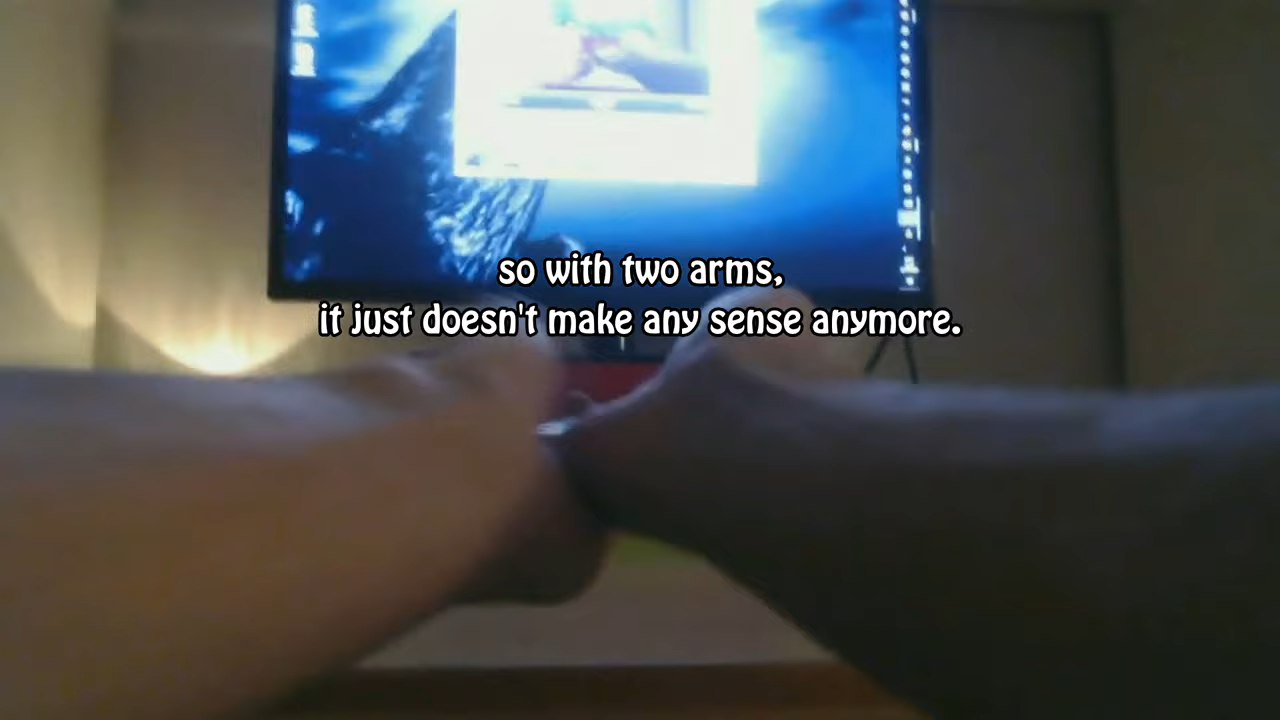 so with two arms,
it just doesn't make any sense anymore.